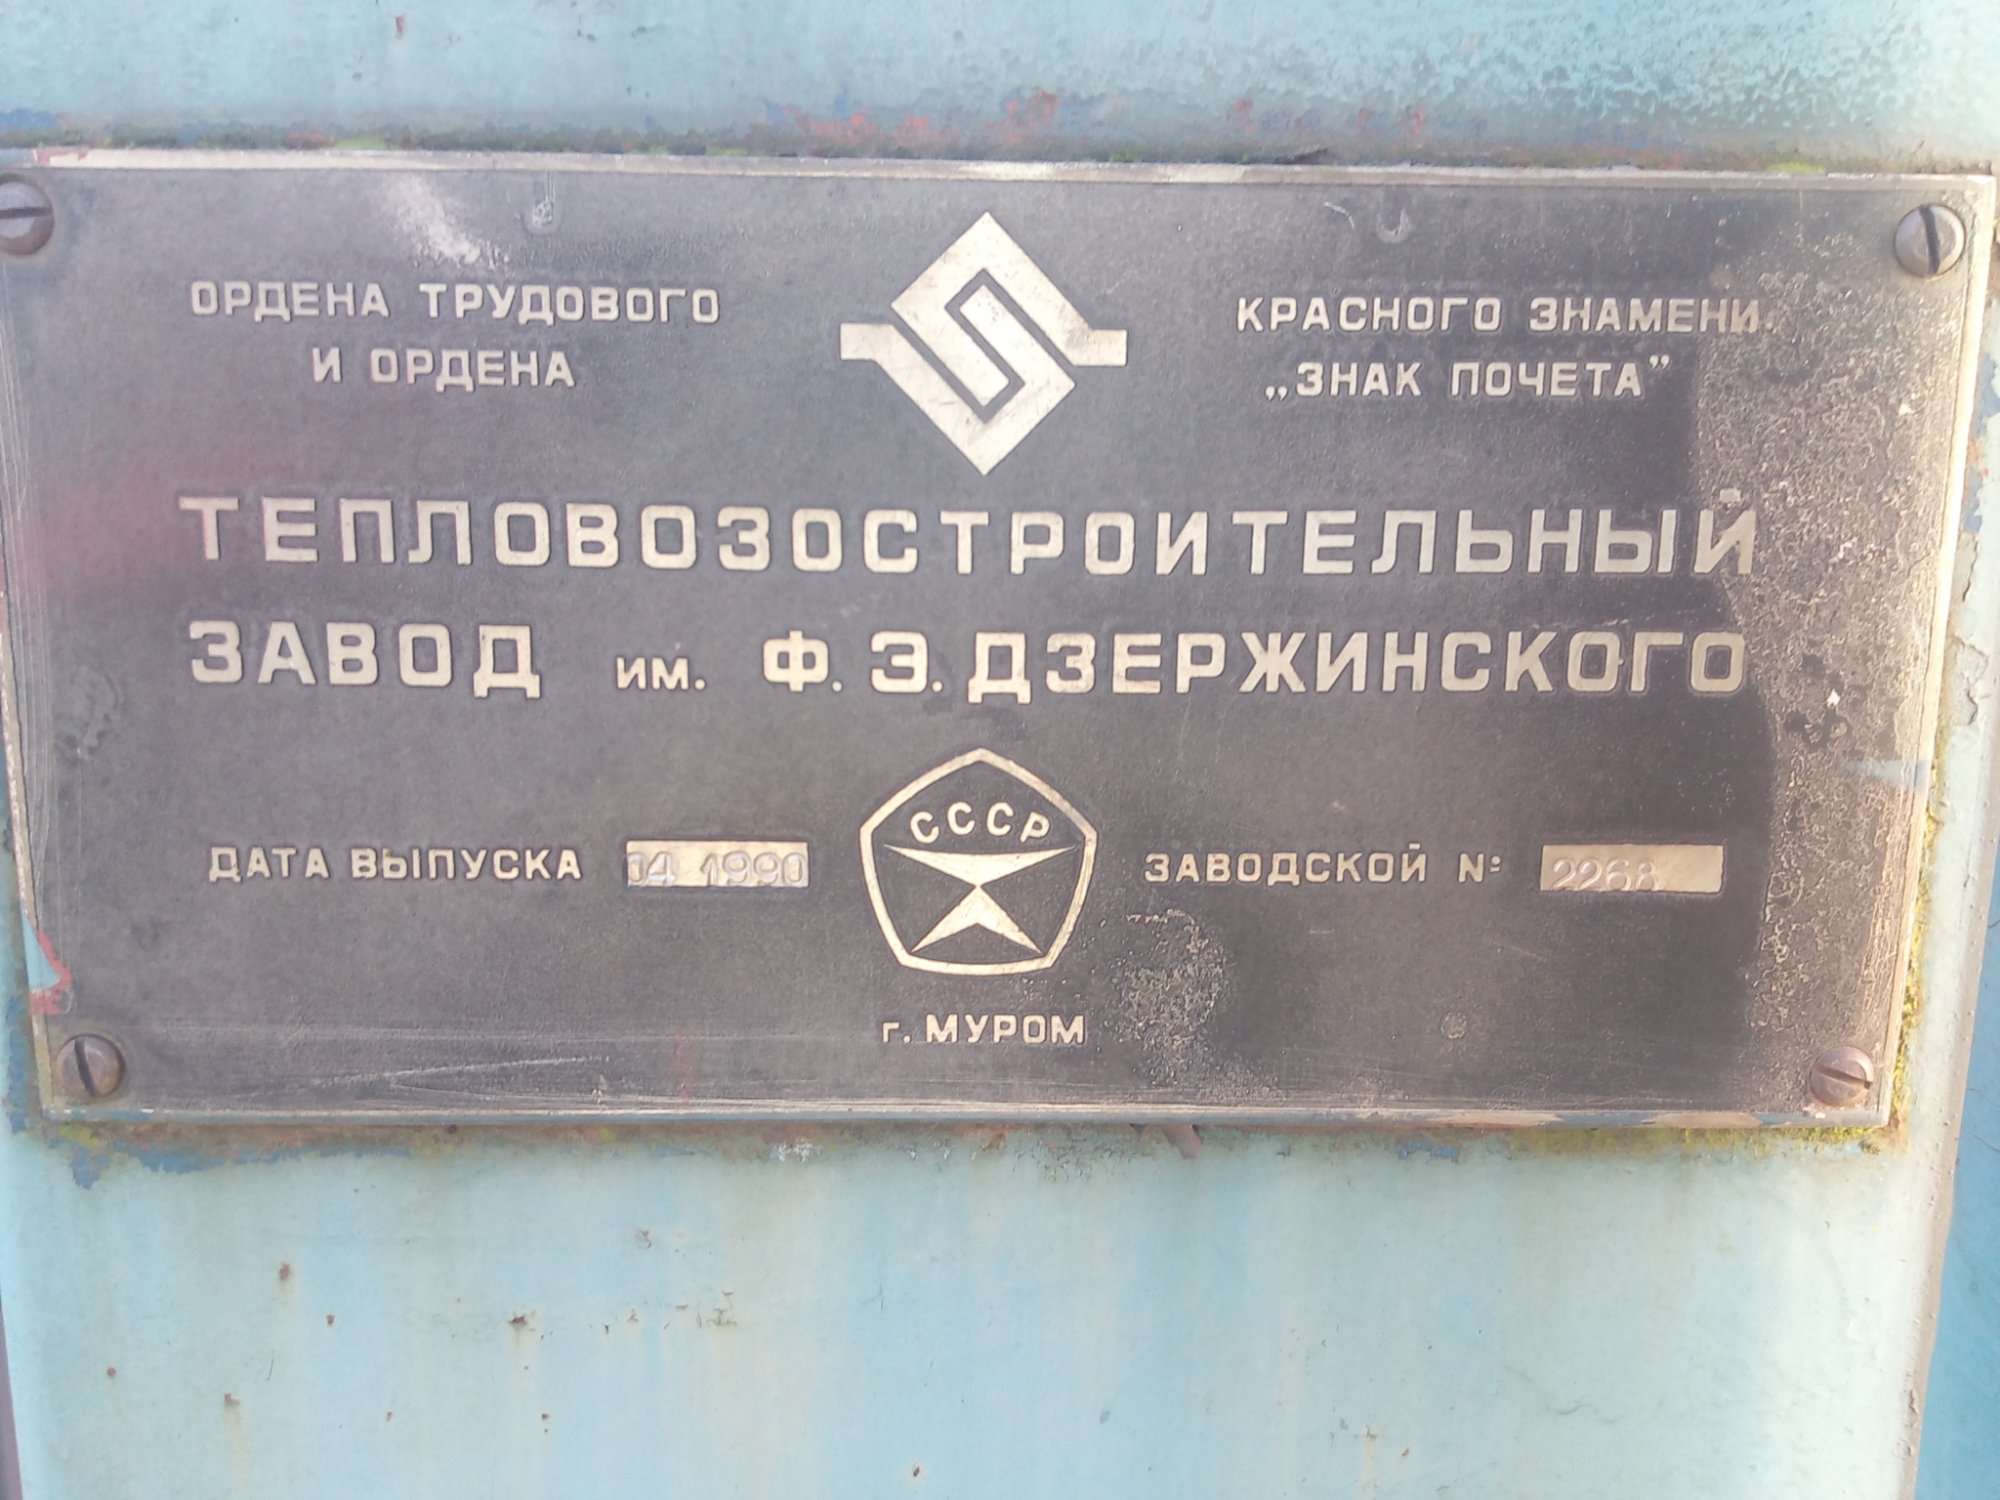 ОРДЕНА ТРУДОВОГО КРАСНОГО ЗНАМЕНИ
И ОРДЕНА „ЗНАК ПОЧЕТА”
ТЕПЛОВОЗОСТРОИТЕЛЬНЫЙ
ЗАВОД им. Ф.Э.ДЗЕРЖИНСКОГО
СССР
ДАТА ВЫПУСКА 04 1990 ЗАВОДСКОЙ № 2268
г. МУРОМ